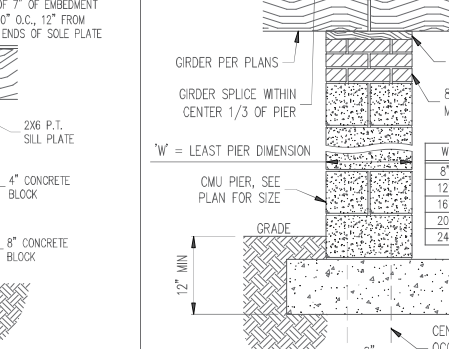 OF 7" OF EMBEDMENT
0" O.C., 12" FROM
ENDS OF SOLE PLATE
2X6 P.T.
SILL PLATE
4" CONCRETE
BLOCK
8" CONCRETE
BLOCK
GIRDER PER PLANS
GIRDER SPLICE WITHIN
CENTER 1/3 OF PIER
'W' = LEAST PIER DIMENSION
CMU PIER, SEE
PLAN FOR SIZE
GRADE
12" MIN
8
M
W
8"
12
16
20
24
CEN